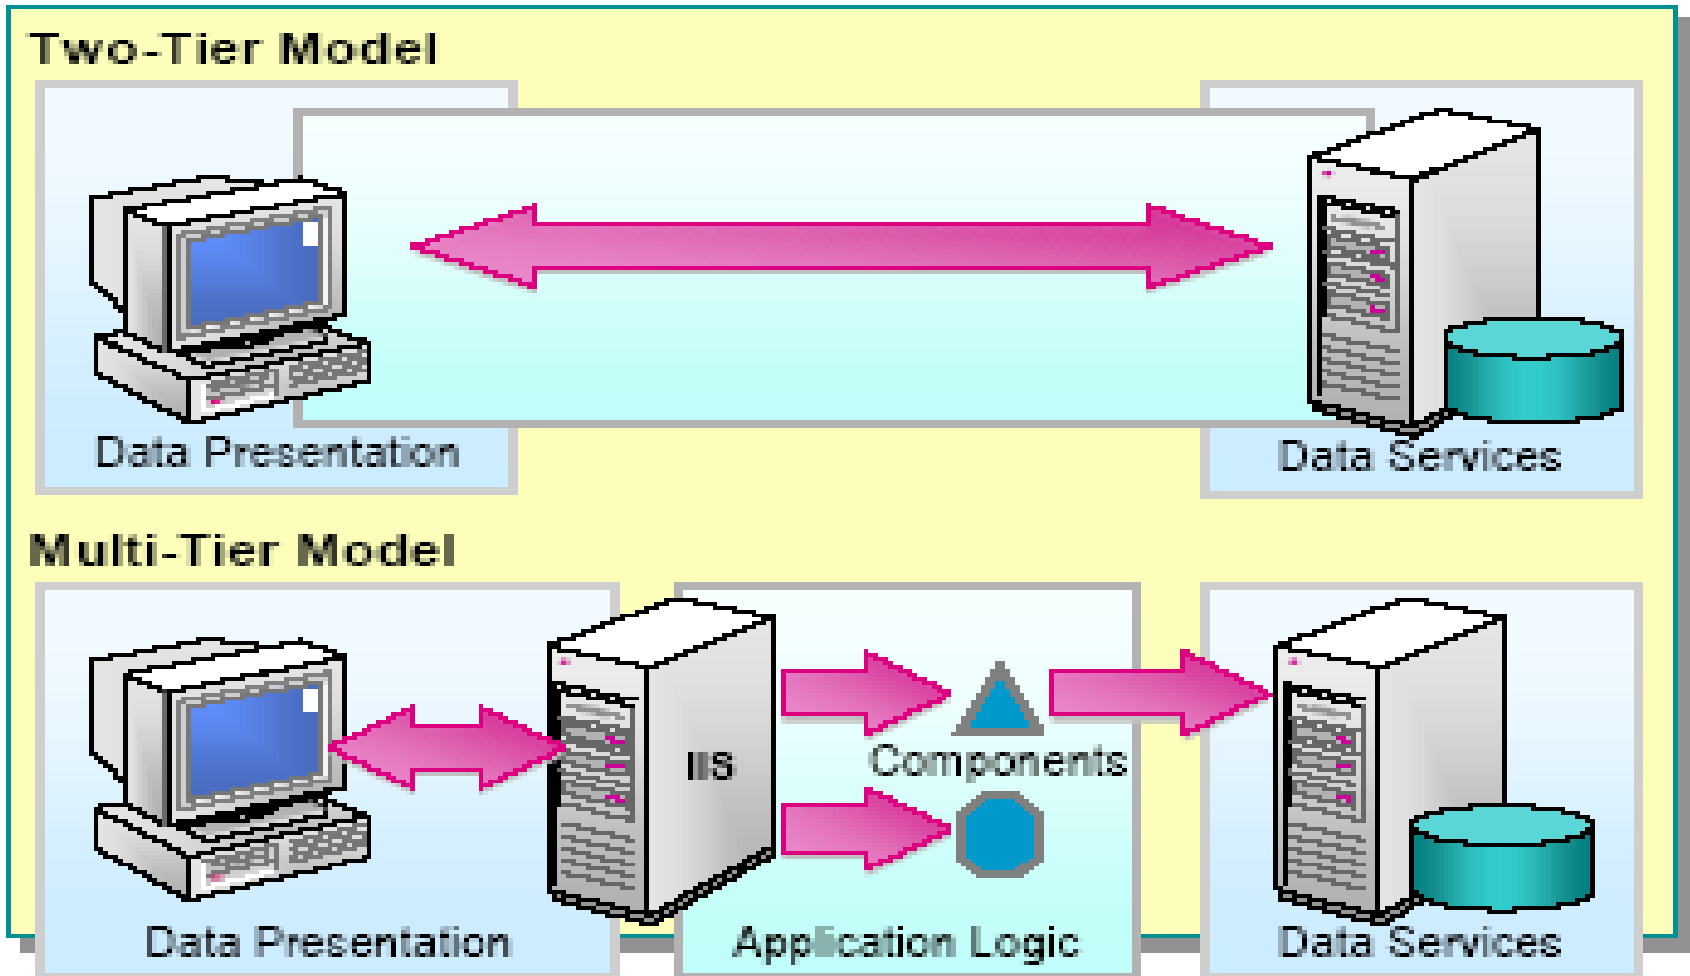 Two-Tier Model
Data Presentation
Data Services
Multi-Tier Model
IIS
Components
Data Presentation
Application Logic
Data Services